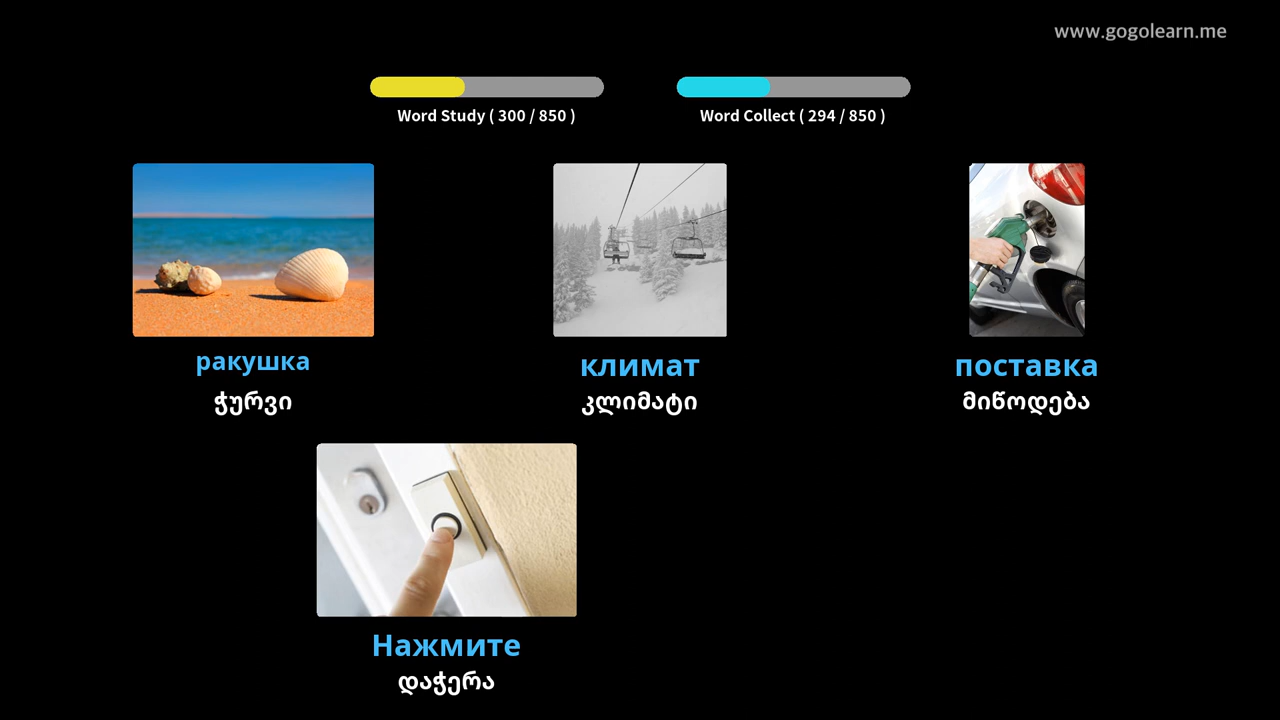 www.gogolearn.me
Word Study ( 300 / 850 )
Word Collect ( 294 / 850 )
ракушка
ჭურვი
климат
კლიმატი
поставка
მიწოდება
Нажмите
დაჭერა